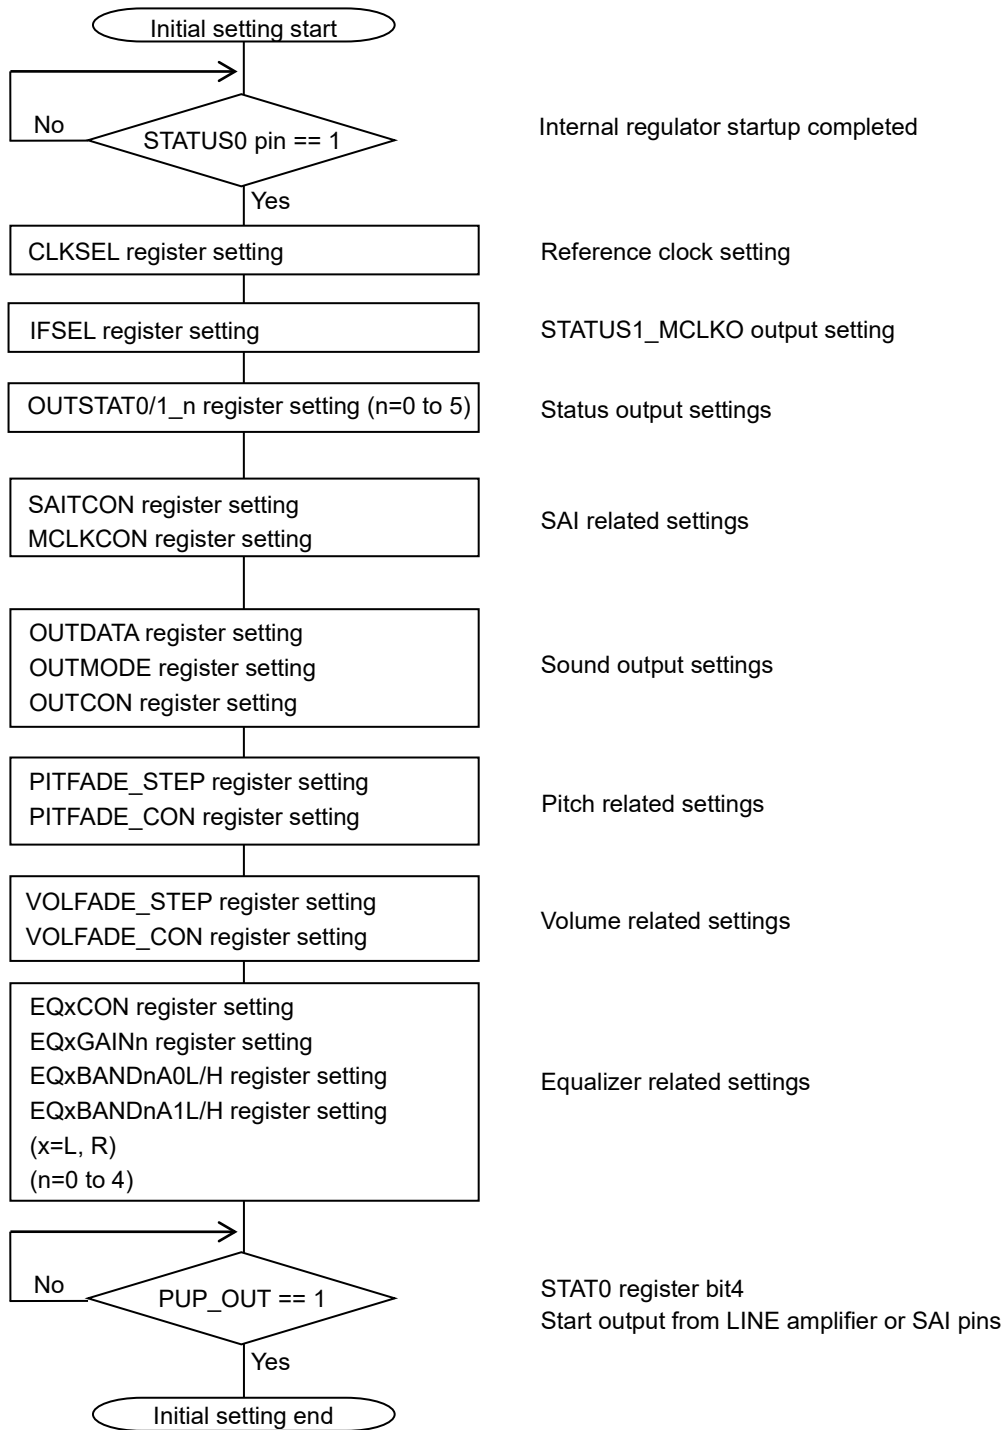 Initial setting start
No
STATUS0 pin == 1
Internal regulator startup completed
Yes
CLKSEL register setting
Reference clock setting
IFSEL register setting
STATUS1_MCLKO output setting
OUTSTAT0/1_n register setting (n=0 to 5)
Status output settings
SAITCON register setting
MCLKCON register setting
SAI related settings
OUTDATA register setting
OUTMODE register setting
OUTCON register setting
Sound output settings
PITFADE_STEP register setting
PITFADE_CON register setting
Pitch related settings
VOLFADE_STEP register setting
VOLFADE_CON register setting
Volume related settings
EQxCON register setting
EQxGAINn register setting
EQxBANDnA0L/H register setting
EQxBANDnA1L/H register setting
(x=L, R)
(n=0 to 4)
Equalizer related settings
No
PUP_OUT == 1
STAT0 register bit4
Start output from LINE amplifier or SAI pins
Yes
Initial setting end